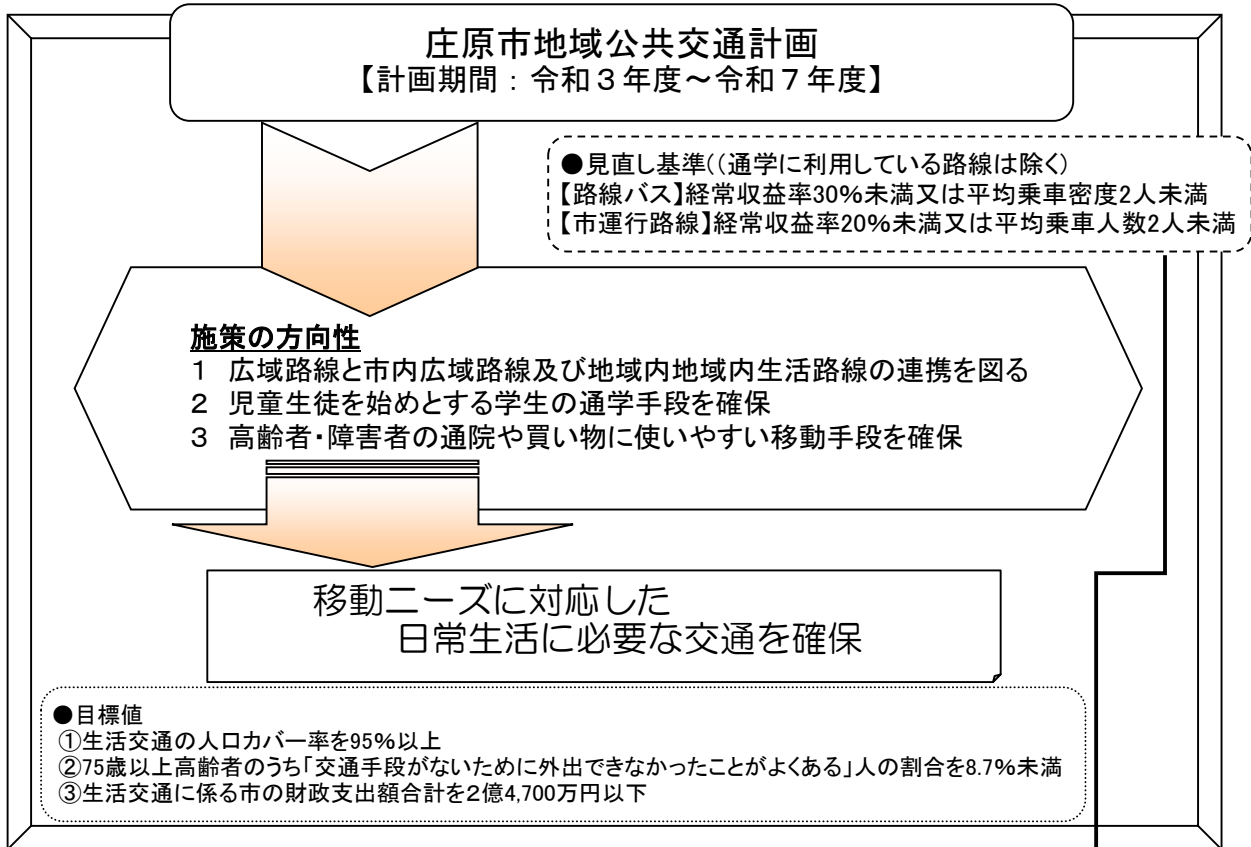 庄原市地域公共交通計画
【計画期間：令和３年度～令和７年度】
●見直し基準((通学に利用している路線は除く)
【路線バス】経常収益率30％未満又は平均乗車密度2人未満
【市運行路線】経常収益率20％未満又は平均乗車人数2人未満
施策の方向性
1　広域路線と市内広域路線及び地域内地域内生活路線の連携を図る
２　児童生徒を始めとする学生の通学手段を確保
３　高齢者・障害者の通院や買い物に使いやすい移動手段を確保
移動ニーズに対応した
日常生活に必要な交通を確保
●目標値
①生活交通の人口カバー率を95％以上
②75歳以上高齢者のうち「交通手段がないために外出できなかったことがよくある」人の割合を8.7％未満
③生活交通に係る市の財政支出額合計を２億4,700万円以下